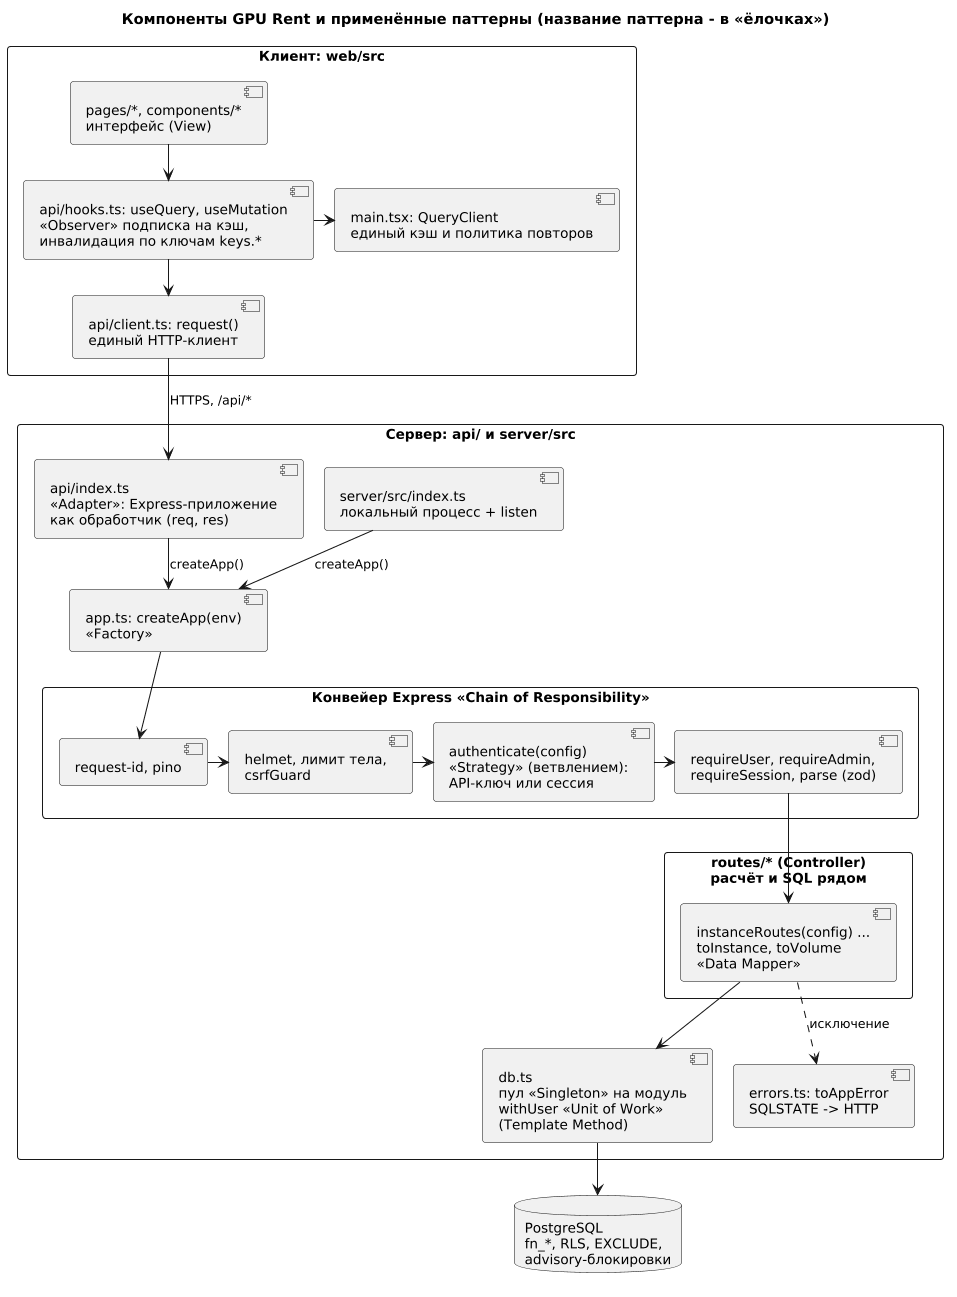 Компоненты GPU Rent и применённые паттерны (название паттерна - в «ёлочках»)
Клиент: web/src
pages/*, components/*
интерфейс (View)
api/hooks.ts: useQuery, useMutation
«Observer» подписка на кэш,
инвалидация по ключам keys.*
main.tsx: QueryClient
единый кэш и политика повторов
api/client.ts: request()
единый HTTP-клиент
HTTPS, /api/*
Сервер: api/ и server/src
api/index.ts
«Adapter»: Express-приложение
как обработчик (req, res)
server/src/index.ts
локальный процесс + listen
createApp()
createApp()
app.ts: createApp(env)
«Factory»
Конвейер Express «Chain of Responsibility»
request-id, pino
helmet, лимит тела,
csrfGuard
authenticate(config)
«Strategy» (ветвлением):
API-ключ или сессия
requireUser, requireAdmin,
requireSession, parse (zod)
routes/* (Controller)
расчёт и SQL рядом
instanceRoutes(config) ...
toInstance, toVolume
«Data Mapper»
исключение
db.ts
пул «Singleton» на модуль
withUser «Unit of Work»
(Template Method)
errors.ts: toAppError
SQLSTATE -> HTTP
PostgreSQL
fn_*, RLS, EXCLUDE,
advisory-блокировки